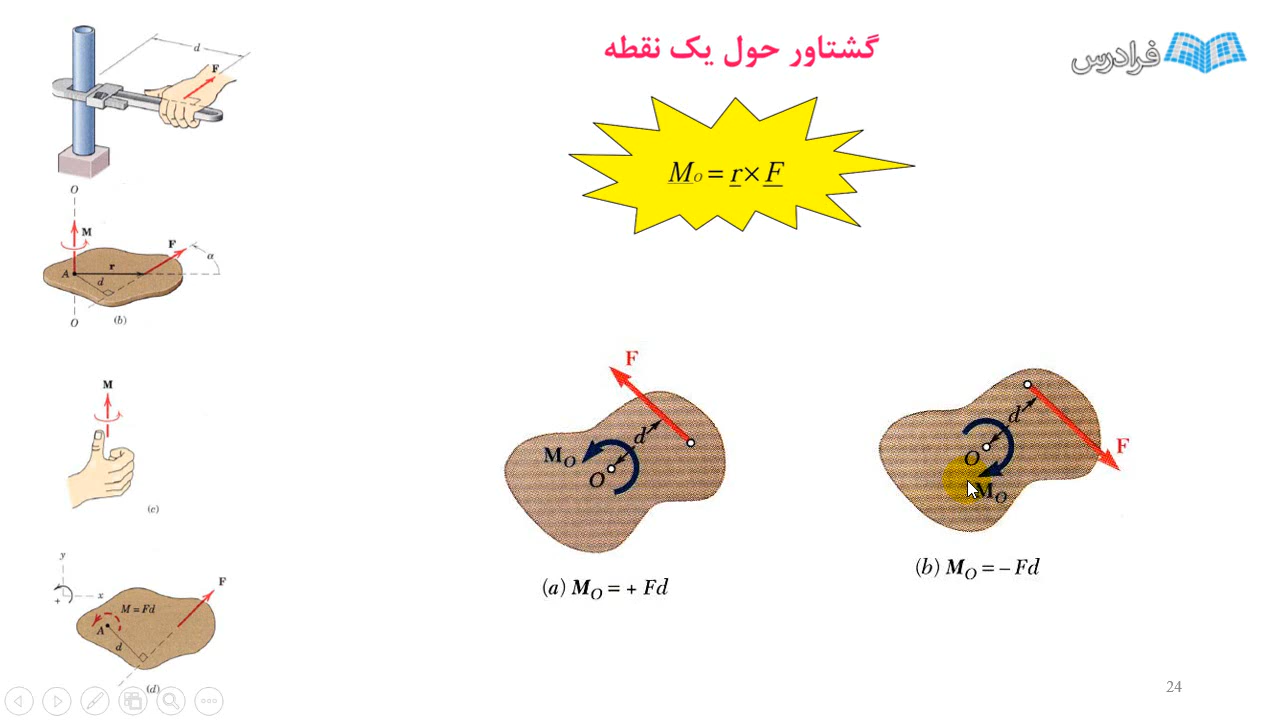 فرادرس
گشتاور حول یک نقطه
M_O = r × F
d
F
O
M
F
r
α
A
d
O
(b)
M
(c)
y
x
+
M = Fd
F
A
d
(d)
F
d
M_O
O
(a) M_O = + Fd
d
F
O
M_O
(b) M_O = – Fd
24